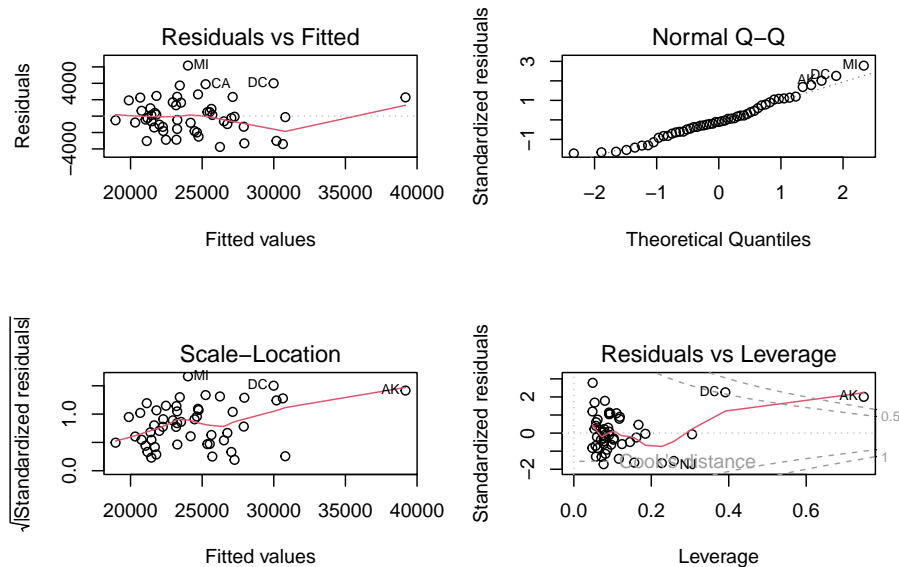 Residuals vs Fitted
Residuals
4000
−4000
MI
CA
DC
20000 25000 30000 35000 40000
Fitted values
Normal Q−Q
Standardized residuals
3
1
−1
MI
DC
AK
−2 −1 0 1 2
Theoretical Quantiles
Scale−Location
√|Standardized residuals|
1.0
0.0
MI
DC
AK
20000 25000 30000 35000 40000
Fitted values
Residuals vs Leverage
Standardized residuals
2
0
−2
DC
AK
NJ
Cook's distance
0.5
1
0.0 0.2 0.4 0.6
Leverage